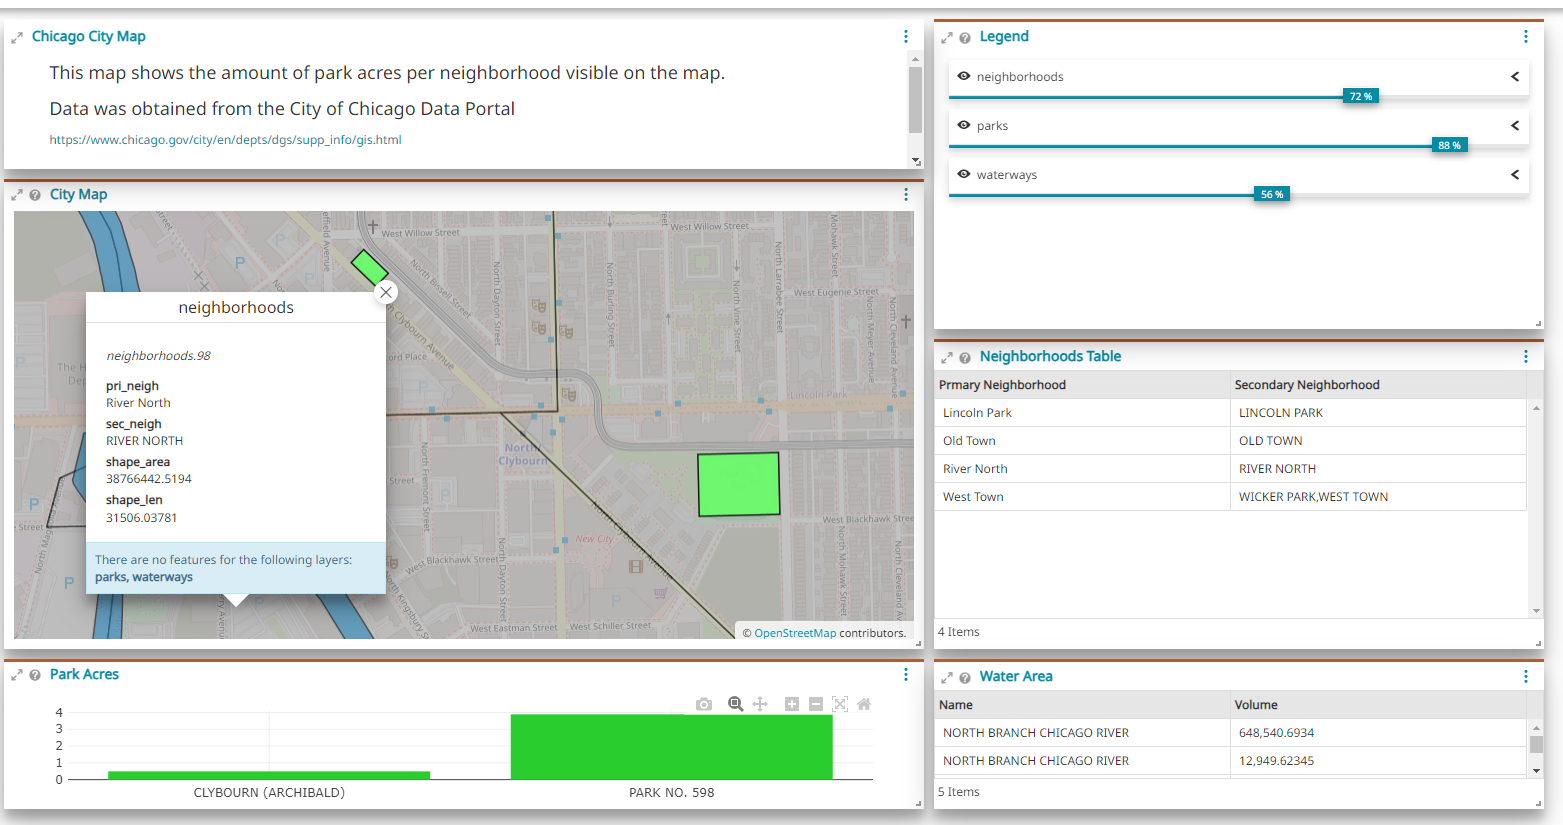 Chicago City Map
This map shows the amount of park acres per neighborhood visible on the map.
Data was obtained from the City of Chicago Data Portal
https://www.chicago.gov/city/en/depts/dgs/supp_info/gis.html
City Map
West Willow Street
West Willow Street
North Bissell Street
North Dayton Street
North Burling Street
North Larrabee Street
North Vine Street
Mohawk Street
West Eugenie Street
North Meyer Avenue
North Cleveland Avenue
North Clybourn Avenue
Lincoln Park
North/
Clybourn
North Fremont Street
West Blackhawk Street
West Blackhawk Stree
New City
North Clybourn Avenue
North Dayton Street
North Mohawk Street
North Cleveland Av
North Kingsbury
West Eastman Street
West Schiller Street
P
P
P
P
P
P
neighborhoods
neighborhoods.98
pri_neigh
River North
sec_neigh
RIVER NORTH
shape_area
38766442.5194
shape_len
31506.03781
There are no features for the following layers:
parks, waterways
© OpenStreetMap contributors.
Park Acres
4
3
2
1
0
CLYBOURN (ARCHIBALD)
PARK NO. 598
Legend
neighborhoods
72 %
parks
88 %
waterways
56 %
Neighborhoods Table
Prmary Neighborhood Secondary Neighborhood
Lincoln Park LINCOLN PARK
Old Town OLD TOWN
River North RIVER NORTH
West Town WICKER PARK,WEST TOWN
4 Items
Water Area
Name Volume
NORTH BRANCH CHICAGO RIVER 648,540.6934
NORTH BRANCH CHICAGO RIVER 12,949.62345
5 Items